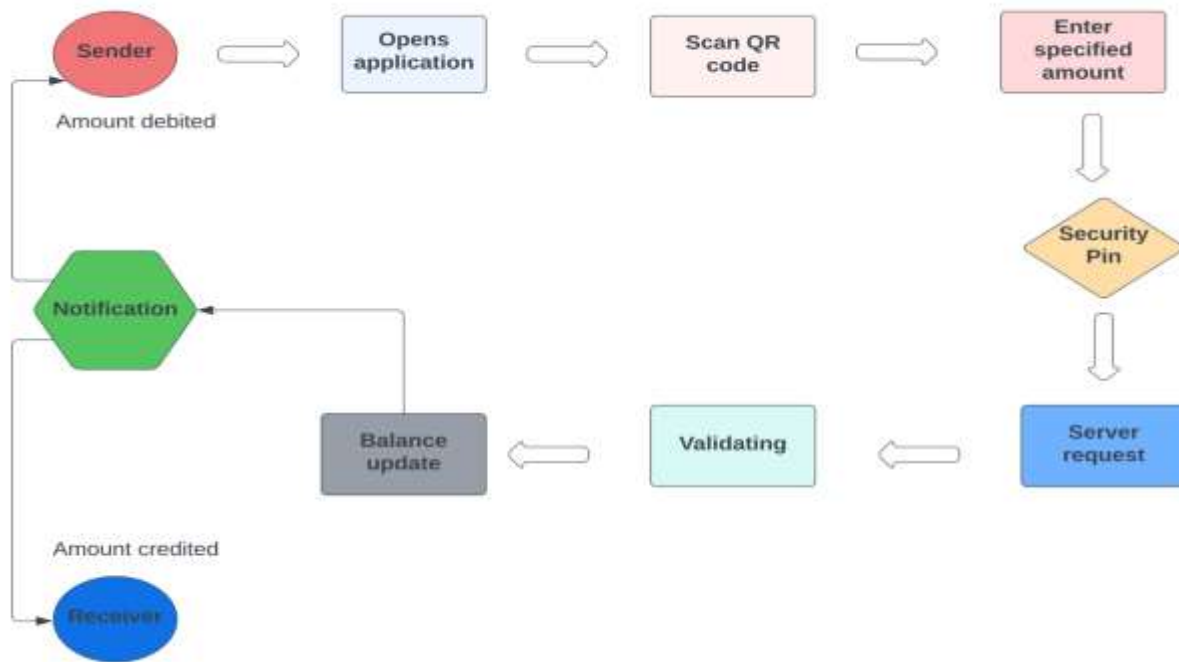 Sender
Opens
application
Scan QR
code
Enter
specified
amount
Amount debited
Security
Pin
Notification
Balance
update
Validating
Server
request
Amount credited
Receiver